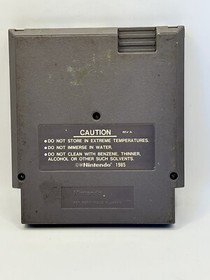 CAUTION
●DO NOT STORE IN EXTREME TEMPERATURES.
●DO NOT IMMERSE IN WATER.
●DO NOT CLEAN WITH BENZENE, THINNER,
ALCOHOL OR OTHER SUCH SOLVENTS.
©Nintendo 1985